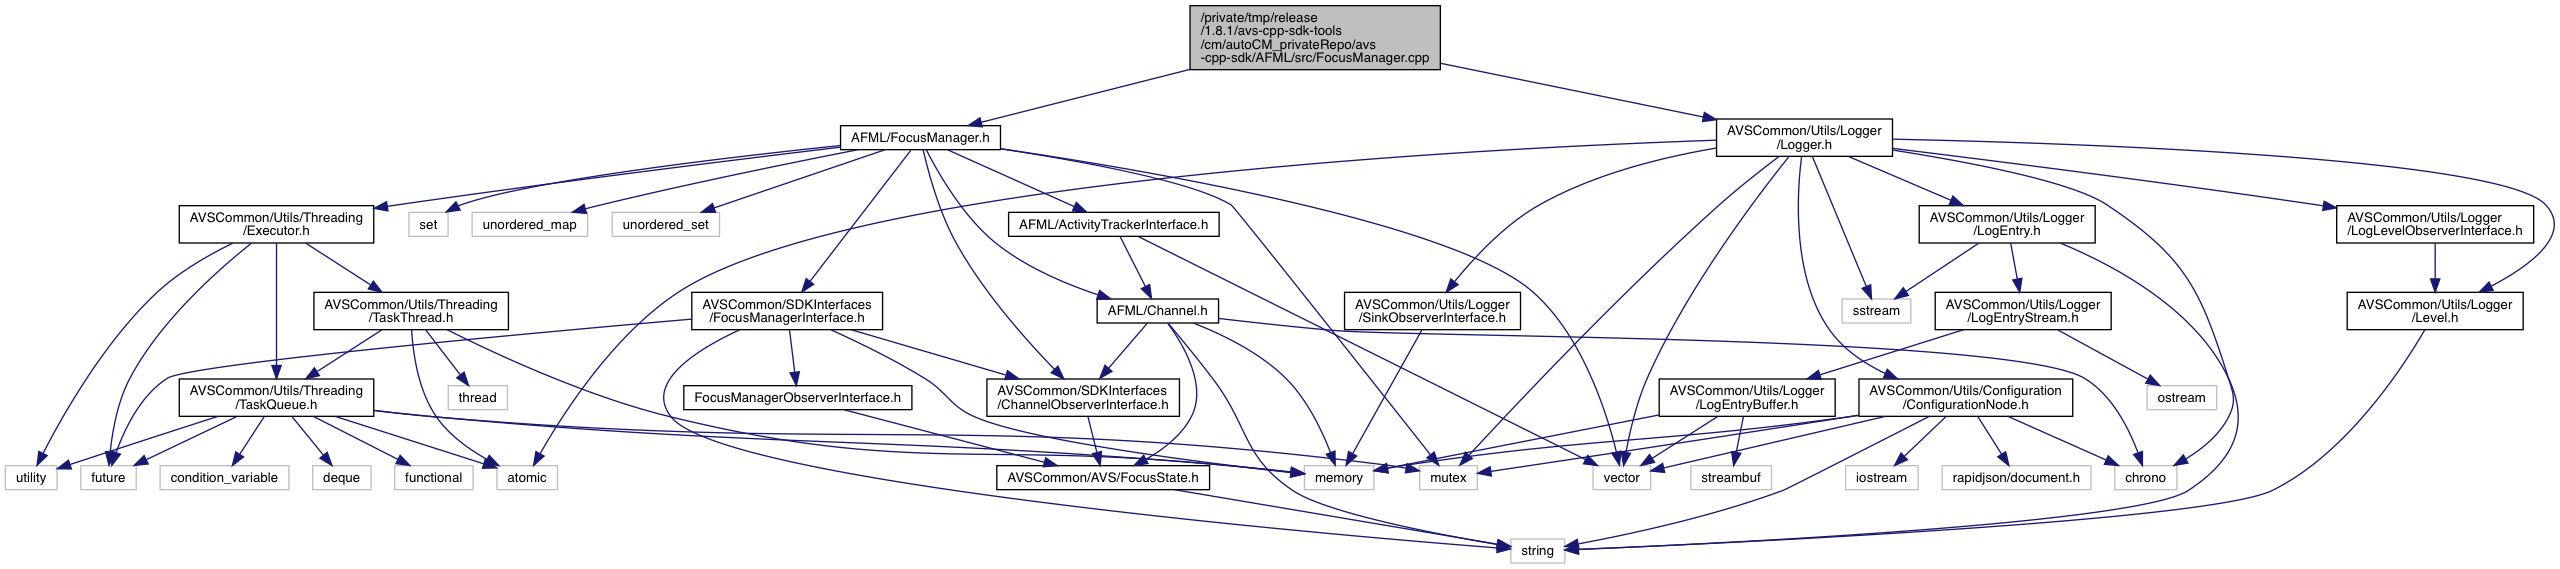 /private/tmp/release
/1.8.1/avs-cpp-sdk-tools
/cm/autoCM_privateRepo/avs
-cpp-sdk/AFML/src/FocusManager.cpp
AFML/FocusManager.h
AVSCommon/Utils/Logger
/Logger.h
AVSCommon/Utils/Threading
/Executor.h
set
unordered_map
unordered_set
AFML/ActivityTrackerInterface.h
AVSCommon/Utils/Logger
/LogEntry.h
AVSCommon/Utils/Logger
/LogLevelObserverInterface.h
AVSCommon/Utils/Threading
/TaskThread.h
AVSCommon/SDKInterfaces
/FocusManagerInterface.h
AFML/Channel.h
AVSCommon/Utils/Logger
/SinkObserverInterface.h
sstream
AVSCommon/Utils/Logger
/LogEntryStream.h
AVSCommon/Utils/Logger
/Level.h
AVSCommon/Utils/Threading
/TaskQueue.h
thread
FocusManagerObserverInterface.h
AVSCommon/SDKInterfaces
/ChannelObserverInterface.h
AVSCommon/Utils/Logger
/LogEntryBuffer.h
AVSCommon/Utils/Configuration
/ConfigurationNode.h
ostream
utility
future
condition_variable
deque
functional
atomic
AVSCommon/AVS/FocusState.h
memory
mutex
vector
streambuf
iostream
rapidjson/document.h
chrono
string